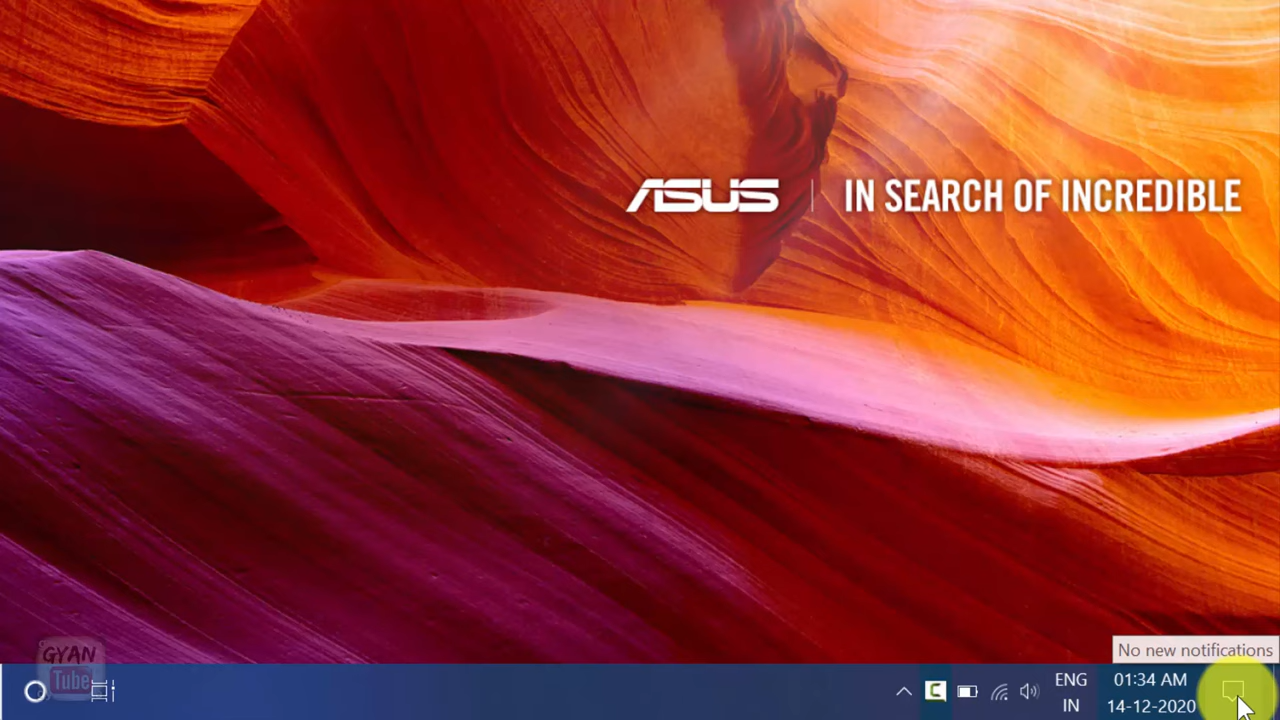 ASUS
IN SEARCH OF INCREDIBLE
No new notifications
GYAN
Tube
ENG
IN
01:34 AM
14-12-2020